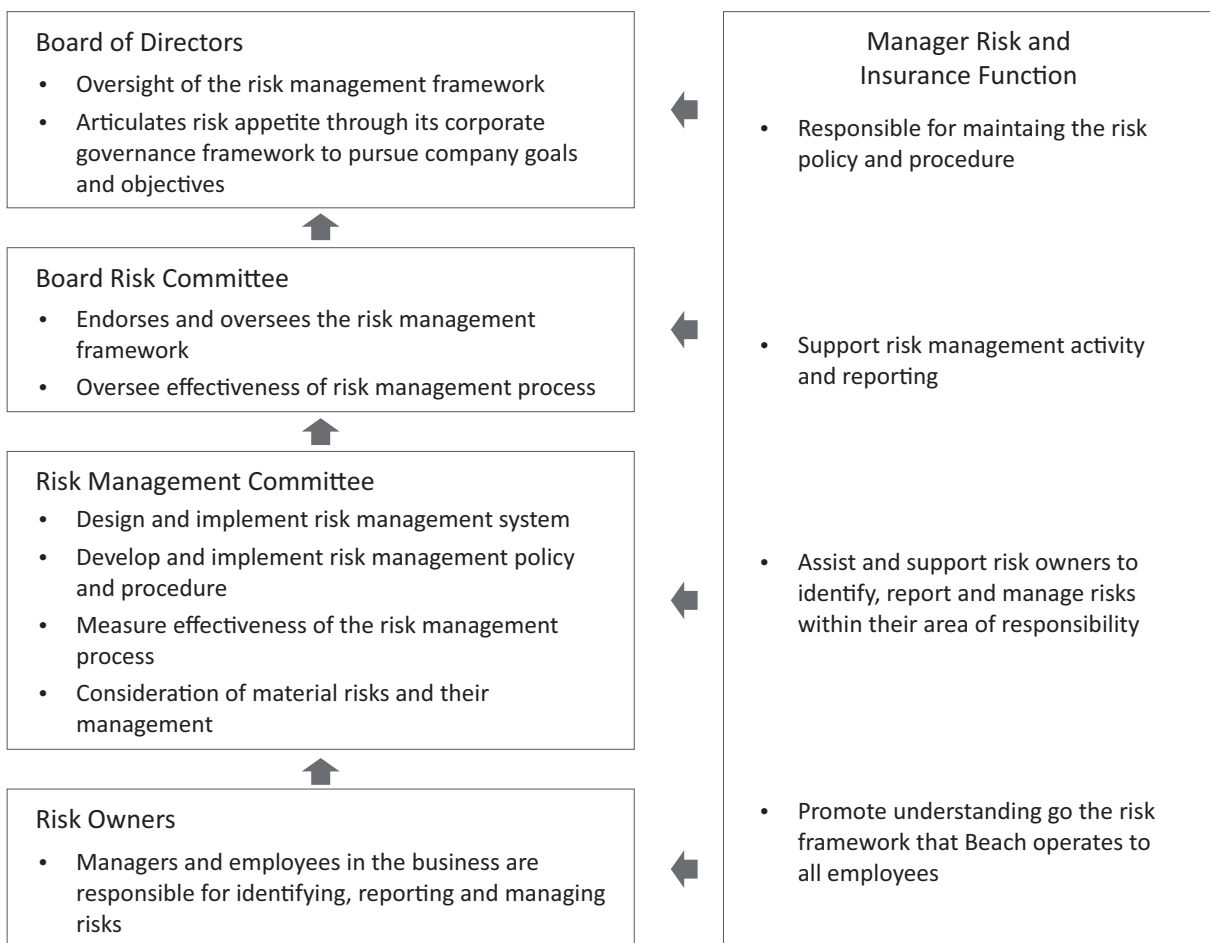 Board of Directors
• Oversight of the risk management framework
• Articulates risk appetite through its corporate
governance framework to pursue company goals
and objectives
Board Risk Committee
• Endorses and oversees the risk management
framework
• Oversee effectiveness of risk management process
Risk Management Committee
• Design and implement risk management system
• Develop and implement risk management policy
and procedure
• Measure effectiveness of the risk management
process
• Consideration of material risks and their
management
Risk Owners
• Managers and employees in the business are
responsible for identifying, reporting and managing
risks
Manager Risk and
Insurance Function
• Responsible for maintaing the risk
policy and procedure
• Support risk management activity
and reporting
• Assist and support risk owners to
identify, report and manage risks
within their area of responsibility
• Promote understanding go the risk
framework that Beach operates to
all employees